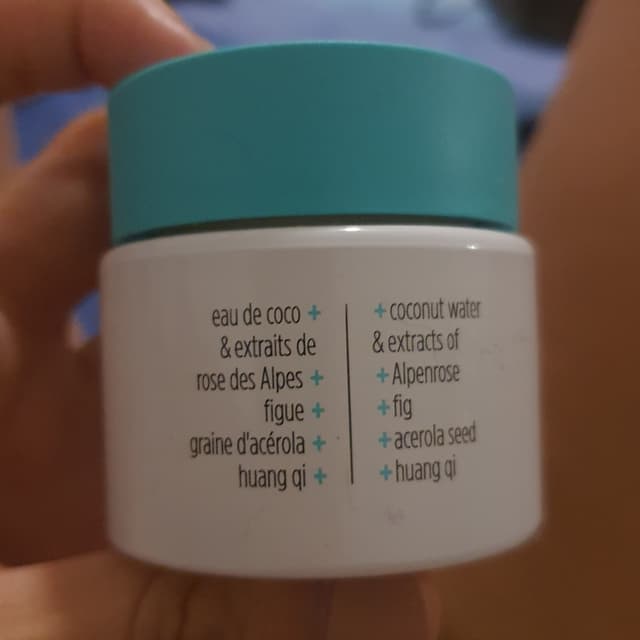 eau de coco +
& extraits de
rose des Alpes +
figue +
graine d'acérola +
huang qi +
+ coconut water
& extracts of
+ Alpenrose
+ fig
+ acerola seed
+ huang qi